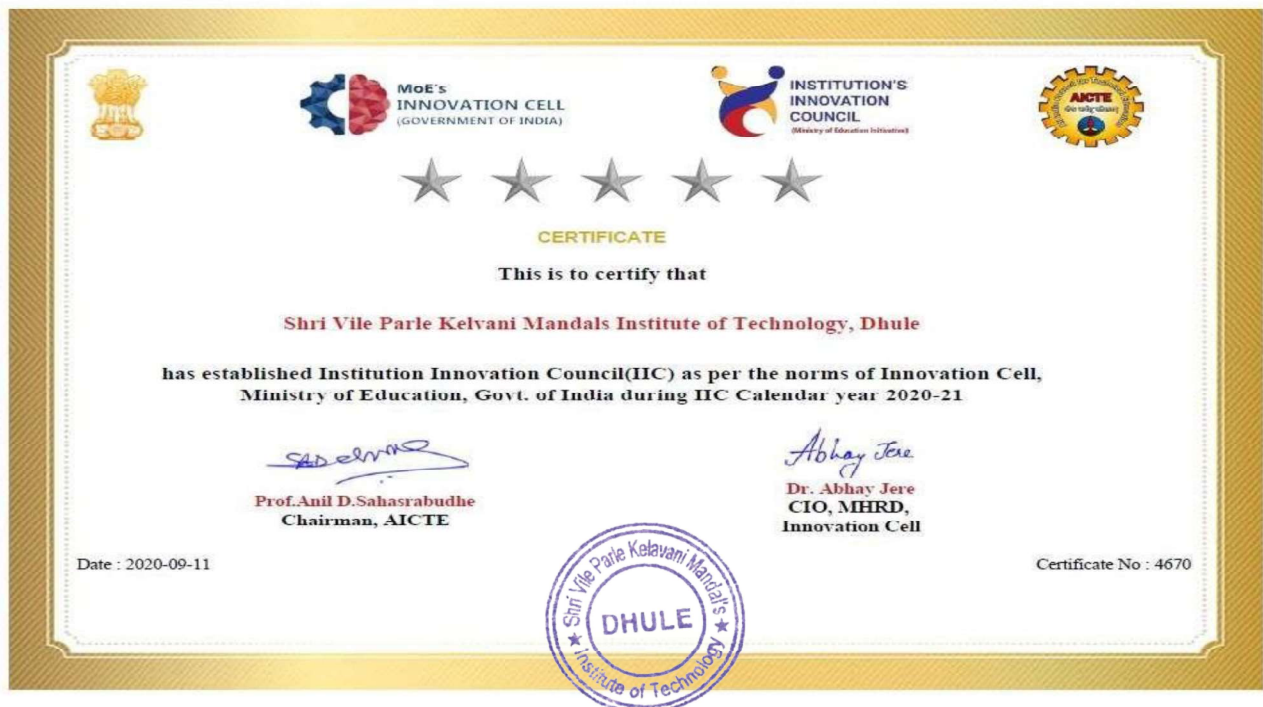 MoE's
INNOVATION CELL
(GOVERNMENT OF INDIA)
INSTITUTION'S
INNOVATION
COUNCIL
(Ministry of Education Initiative)
AICTE
CERTIFICATE
This is to certify that
Shri Vile Parle Kelvani Mandals Institute of Technology, Dhule
has established Institution Innovation Council(IIC) as per the norms of Innovation Cell,
Ministry of Education, Govt. of India during IIC Calendar year 2020-21
Abhay Jere
Prof.Anil D.Sahasrabudhe
Chairman, AICTE
Dr. Abhay Jere
CIO, MHRD,
Innovation Cell
Date : 2020-09-11
Certificate No : 4670
Shri Vile Parle Kelavani Mandal's
DHULE
Institute of Technology